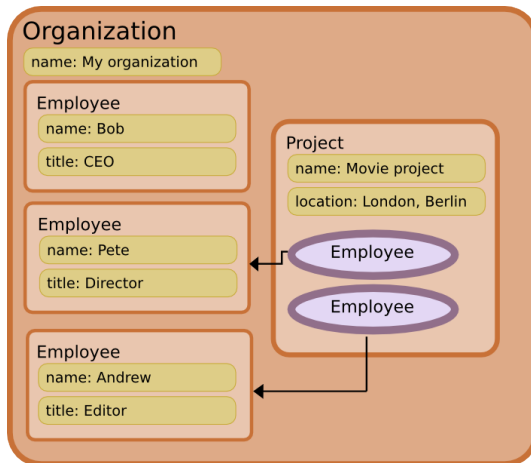 Organization
name: My organization
Employee
name: Bob
title: CEO
Employee
name: Pete
title: Director
Employee
name: Andrew
title: Editor
Project
name: Movie project
location: London, Berlin
Employee
Employee